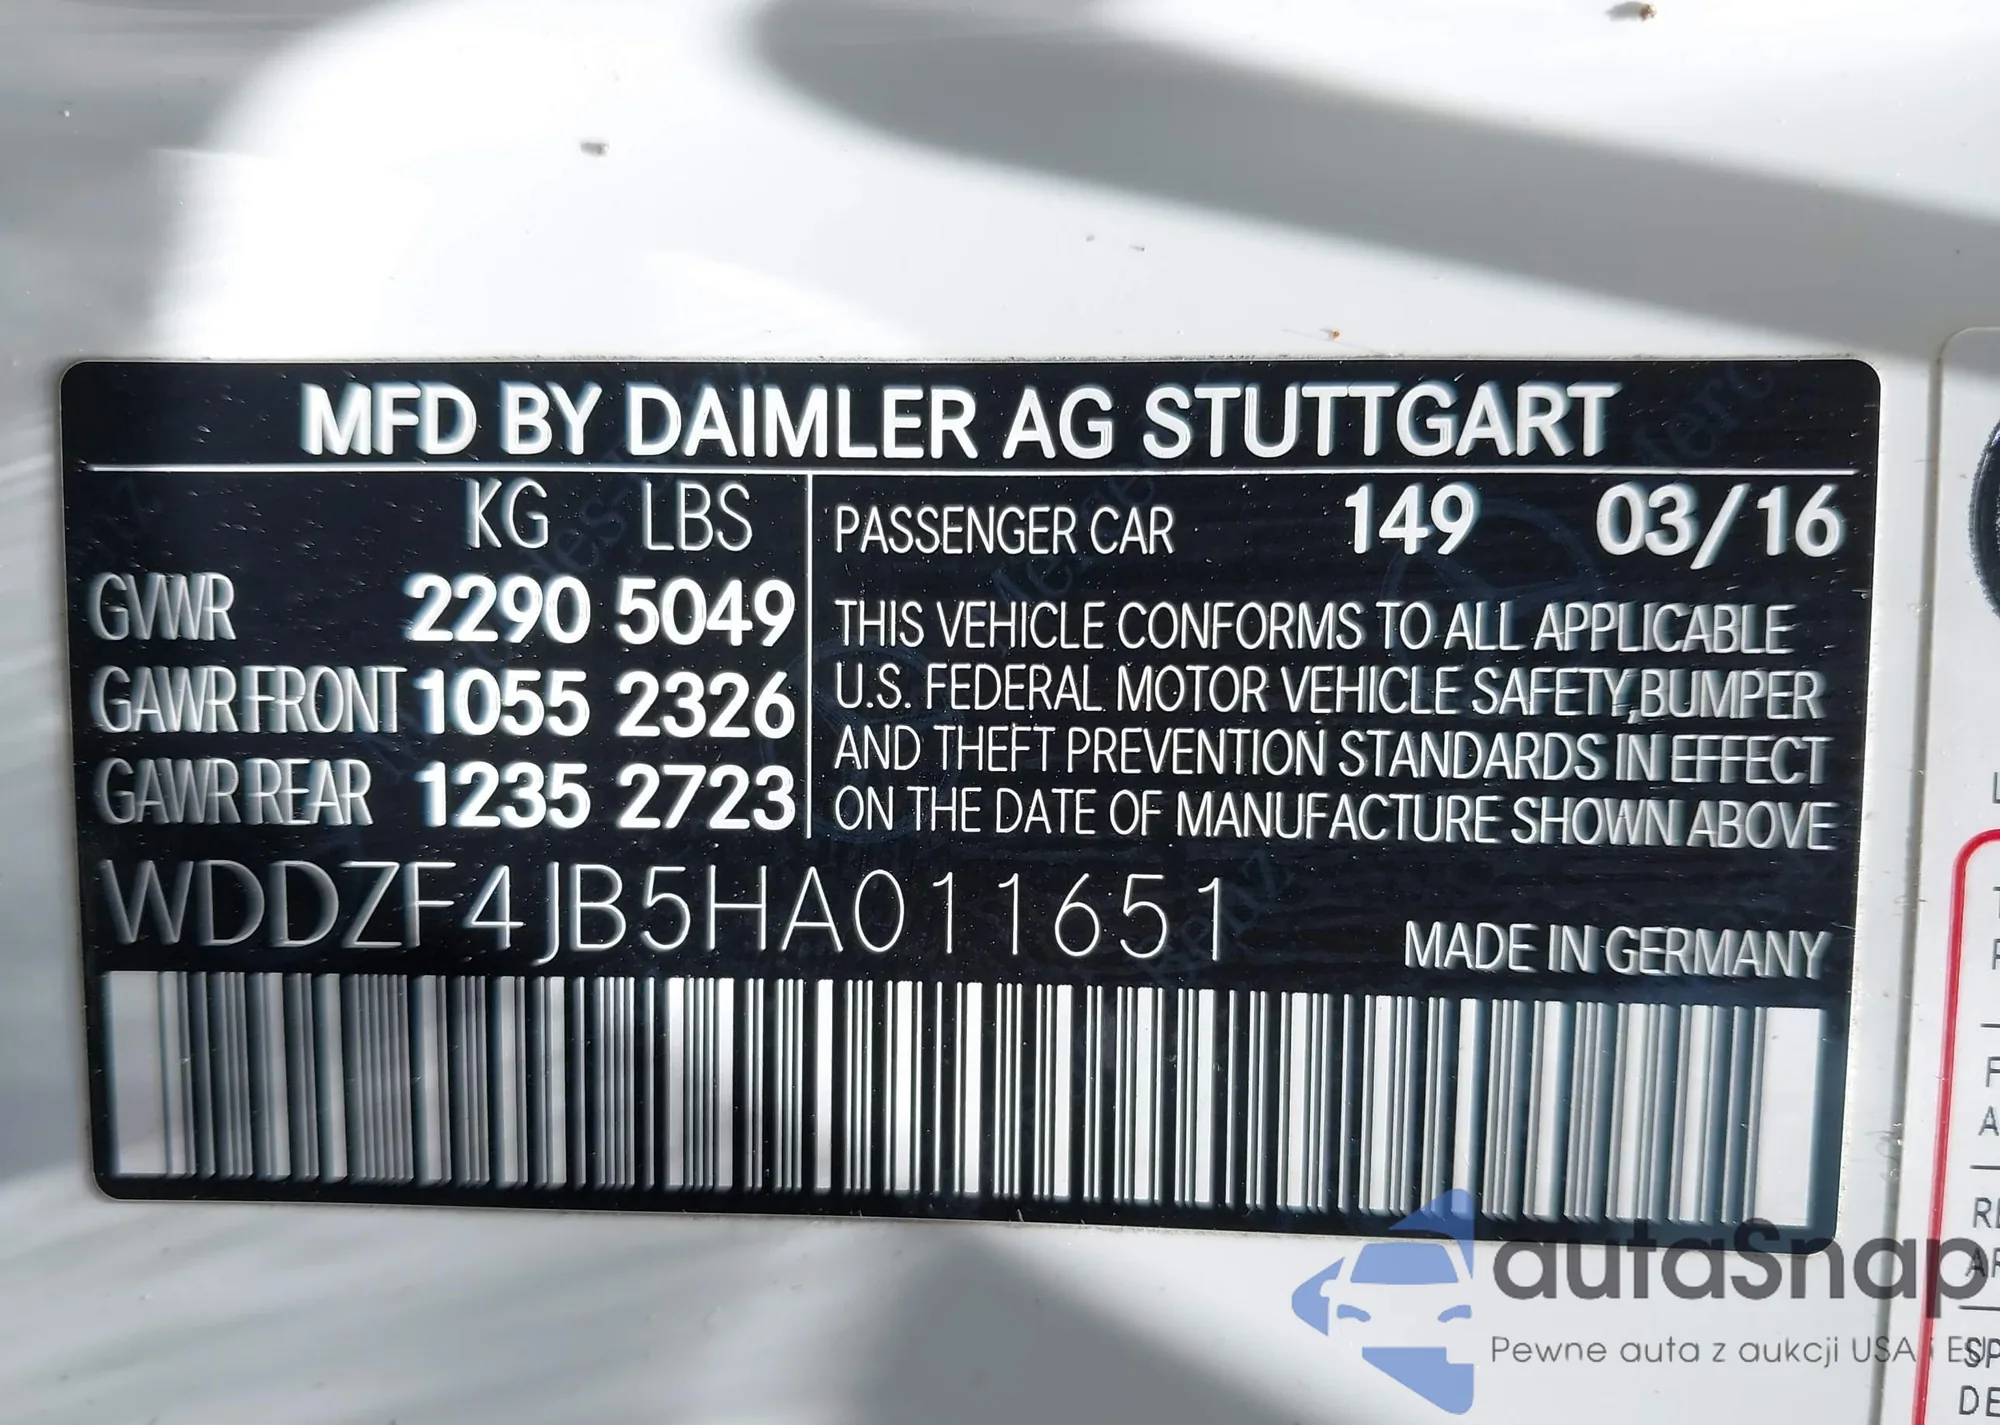 MFD BY DAIMLER AG STUTTGART
KG LBS
GVWR 2290 5049
GAWR FRONT 1055 2326
GAWR REAR 1235 2723
PASSENGER CAR 149 03/16
THIS VEHICLE CONFORMS TO ALL APPLICABLE
U.S. FEDERAL MOTOR VEHICLE SAFETY, BUMPER
AND THEFT PREVENTION STANDARDS IN EFFECT
ON THE DATE OF MANUFACTURE SHOWN ABOVE
WDDZF4JB5HA011651
MADE IN GERMANY
autaSnap
Pewne auta z aukcji USA i EU